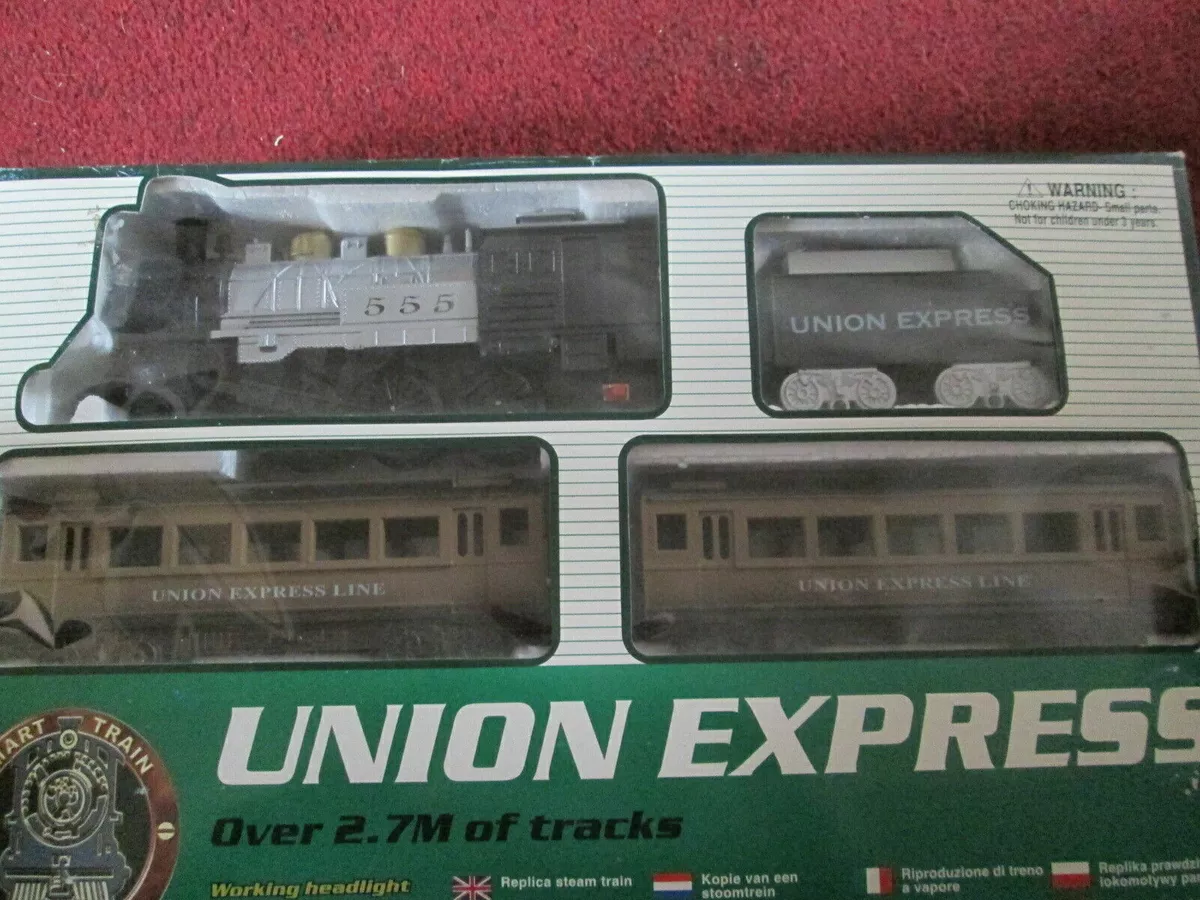 WARNING :
CHOKING HAZARD Small parts.
Not for children under 3 years.
555
UNION EXPRESS
UNION EXPRESS LINE
UNION EXPRESS LINE
UNION EXPRESS
TRAIN
Over 2.7M of tracks
Working headlight
Replica steam train
Kopie van een
stoomtrein
Riproduzione di treno
a vapore
Replika
lokomotywy